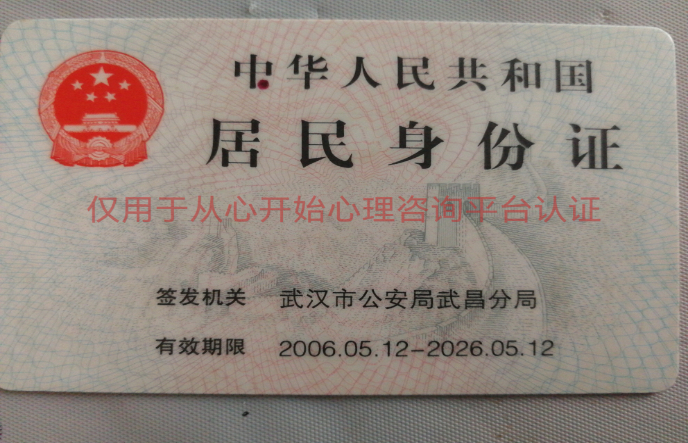 中华人民共和国
居民身份证
仅用于从心开始心理咨询平台认证
签发机关 武汉市公安局武昌分局
有效期限 2006.05.12-2026.05.12